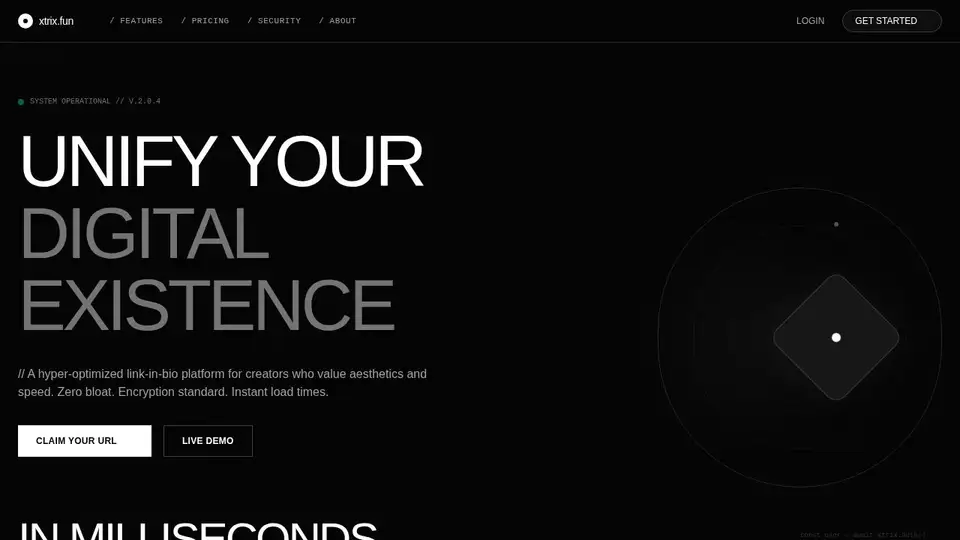 xtrix.fun
/ FEATURES
/ PRICING
/ SECURITY
/ ABOUT
LOGIN
GET STARTED
SYSTEM OPERATIONAL // V.2.0.4
UNIFY YOUR
DIGITAL
EXISTENCE
// A hyper-optimized link-in-bio platform for creators who value aesthetics and
speed. Zero bloat. Encryption standard. Instant load times.
CLAIM YOUR URL
LIVE DEMO
IN MILLISECONDS